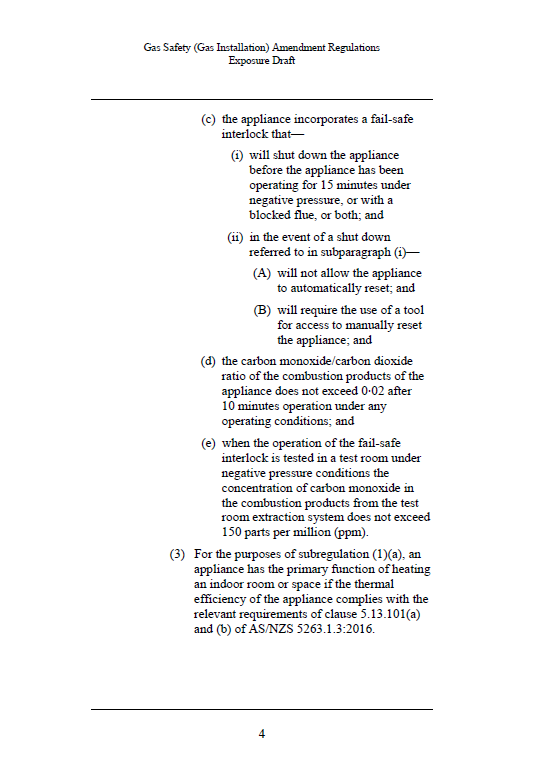 Gas Safety (Gas Installation) Amendment Regulations
Exposure Draft
(c) the appliance incorporates a fail-safe
interlock that—
(i) will shut down the appliance
before the appliance has been
operating for 15 minutes under
negative pressure, or with a
blocked flue, or both; and
(ii) in the event of a shut down
referred to in subparagraph (i)—
(A) will not allow the appliance
to automatically reset; and
(B) will require the use of a tool
for access to manually reset
the appliance; and
(d) the carbon monoxide/carbon dioxide
ratio of the combustion products of the
appliance does not exceed 0·02 after
10 minutes operation under any
operating conditions; and
(e) when the operation of the fail-safe
interlock is tested in a test room under
negative pressure conditions the
concentration of carbon monoxide in
the combustion products from the test
room extraction system does not exceed
150 parts per million (ppm).
(3) For the purposes of subregulation (1)(a), an
appliance has the primary function of heating
an indoor room or space if the thermal
efficiency of the appliance complies with the
relevant requirements of clause 5.13.101(a)
and (b) of AS/NZS 5263.1.3:2016.
4